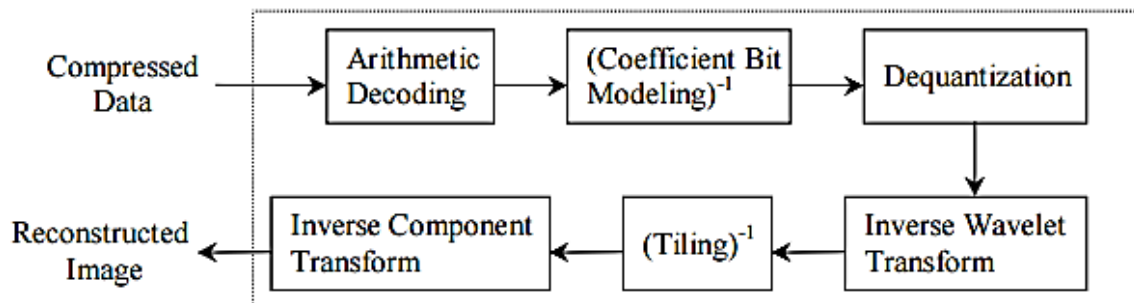 Compressed
Data
Arithmetic
Decoding
(Coefficient Bit
Modeling)⁻¹
Dequantization
Reconstructed
Image
Inverse Component
Transform
(Tiling)⁻¹
Inverse Wavelet
Transform